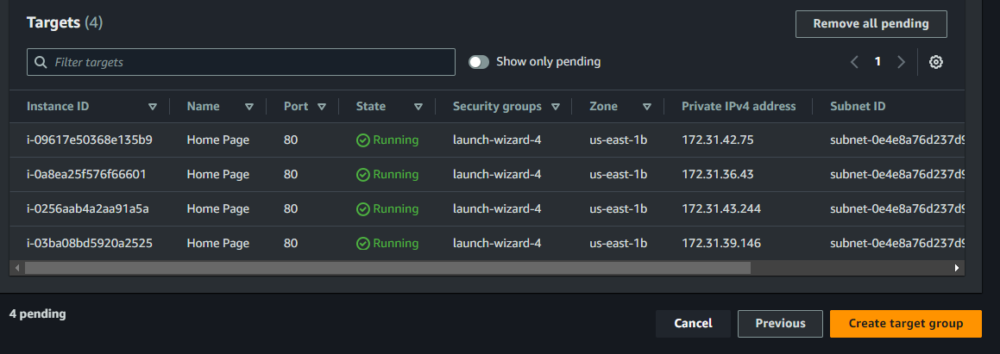 Targets (4)
Remove all pending
Filter targets
Show only pending
1
Instance ID Name Port State Security groups Zone Private IPv4 address Subnet ID
i-09617e50368e135b9 Home Page 80 Running launch-wizard-4 us-east-1b 172.31.42.75 subnet-0e4e8a76d237d9
i-0a8ea25f576f66601 Home Page 80 Running launch-wizard-4 us-east-1b 172.31.36.43 subnet-0e4e8a76d237d9
i-0256aab4a2aa91a5a Home Page 80 Running launch-wizard-4 us-east-1b 172.31.43.244 subnet-0e4e8a76d237d9
i-03ba08bd5920a2525 Home Page 80 Running launch-wizard-4 us-east-1b 172.31.39.146 subnet-0e4e8a76d237d9
4 pending
Cancel
Previous
Create target group